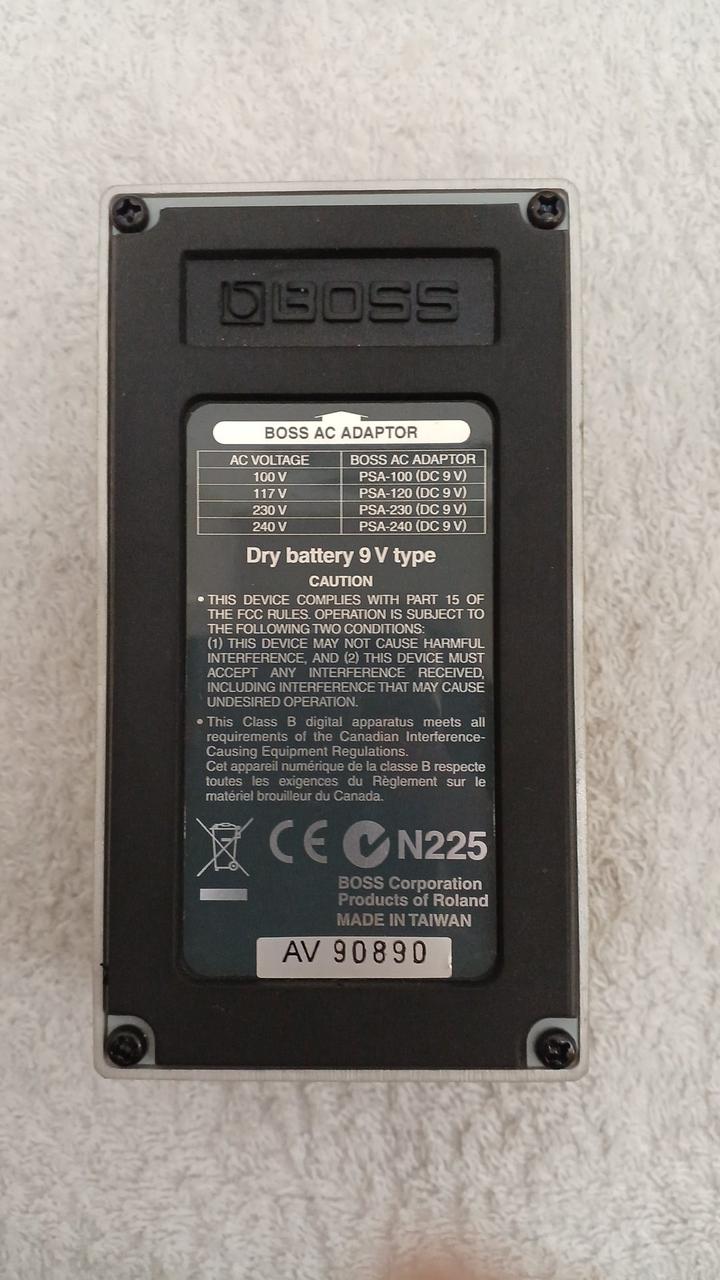 BOSS
BOSS AC ADAPTOR
AC VOLTAGE BOSS AC ADAPTOR
100 V PSA-100 (DC 9 V)
117 V PSA-120 (DC 9 V)
230 V PSA-230 (DC 9 V)
240 V PSA-240 (DC 9 V)
Dry battery 9 V type
CAUTION
• THIS DEVICE COMPLIES WITH PART 15 OF
THE FCC RULES. OPERATION IS SUBJECT TO
THE FOLLOWING TWO CONDITIONS:
(1) THIS DEVICE MAY NOT CAUSE HARMFUL
INTERFERENCE, AND (2) THIS DEVICE MUST
ACCEPT ANY INTERFERENCE RECEIVED,
INCLUDING INTERFERENCE THAT MAY CAUSE
UNDESIRED OPERATION.
• This Class B digital apparatus meets all
requirements of the Canadian Interference-
Causing Equipment Regulations.
Cet appareil numérique de la classe B respecte
toutes les exigences du Règlement sur le
matériel brouilleur du Canada.
CE N225
BOSS Corporation
Products of Roland
MADE IN TAIWAN
AV 90890